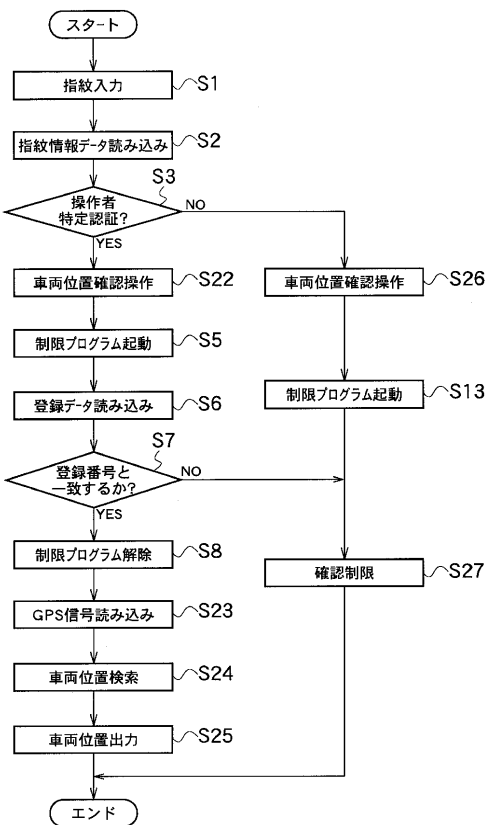 スタート
指紋入力 S1
指紋情報データ読み込み S2
S3
操作者
特定認証?
NO
YES
車両位置確認操作 S22
車両位置確認操作 S26
制限プログラム起動 S5
制限プログラム起動 S13
登録データ読み込み S6
S7
登録番号と
一致するか?
NO
YES
制限プログラム解除 S8
確認制限 S27
GPS信号読み込み S23
車両位置検索 S24
車両位置出力 S25
エンド